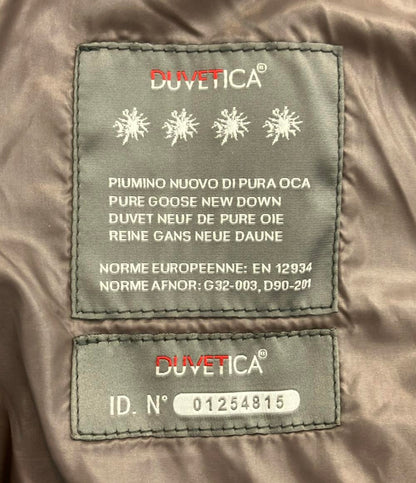 DUVETICA®
PIUMINO NUOVO DI PURA OCA
PURE GOOSE NEW DOWN
DUVET NEUF DE PURE OIE
REINE GANS NEUE DAUNE
NORME EUROPEENNE: EN 12934
NORME AFNOR: G32-003, D90-201
DUVETICA®
ID. N° 01254815